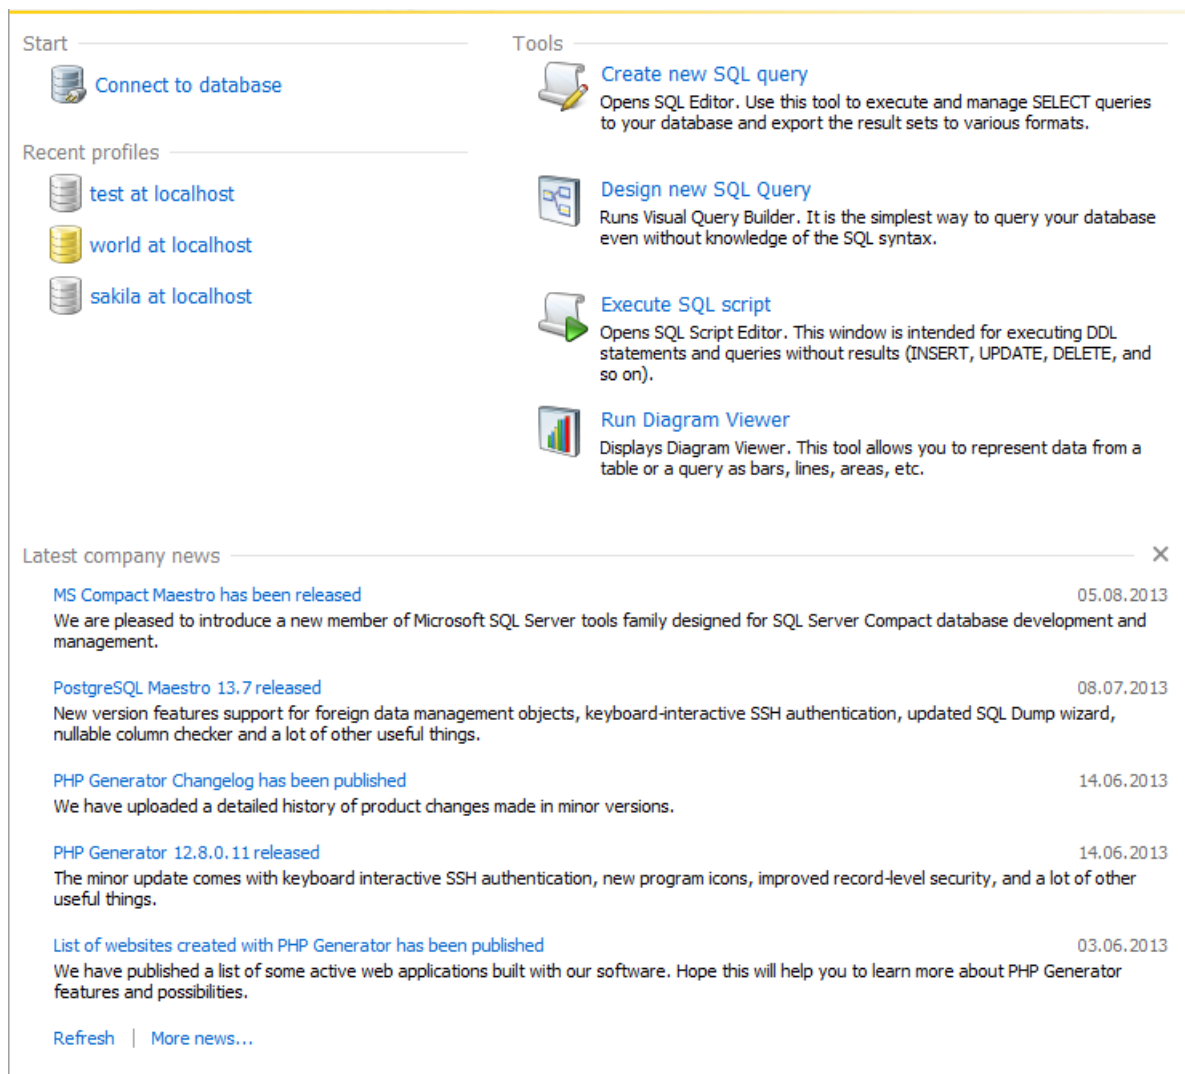 Start
Connect to database
Recent profiles
test at localhost
world at localhost
sakila at localhost
Tools
Create new SQL query
Opens SQL Editor. Use this tool to execute and manage SELECT queries
to your database and export the result sets to various formats.
Design new SQL Query
Runs Visual Query Builder. It is the simplest way to query your database
even without knowledge of the SQL syntax.
Execute SQL script
Opens SQL Script Editor. This window is intended for executing DDL
statements and queries without results (INSERT, UPDATE, DELETE, and
so on).
Run Diagram Viewer
Displays Diagram Viewer. This tool allows you to represent data from a
table or a query as bars, lines, areas, etc.
Latest company news
MS Compact Maestro has been released 05.08.2013
We are pleased to introduce a new member of Microsoft SQL Server tools family designed for SQL Server Compact database development and
management.
PostgreSQL Maestro 13.7 released 08.07.2013
New version features support for foreign data management objects, keyboard-interactive SSH authentication, updated SQL Dump wizard,
nullable column checker and a lot of other useful things.
PHP Generator Changelog has been published 14.06.2013
We have uploaded a detailed history of product changes made in minor versions.
PHP Generator 12.8.0.11 released 14.06.2013
The minor update comes with keyboard interactive SSH authentication, new program icons, improved record-level security, and a lot of other
useful things.
List of websites created with PHP Generator has been published 03.06.2013
We have published a list of some active web applications built with our software. Hope this will help you to learn more about PHP Generator
features and possibilities.
Refresh | More news...